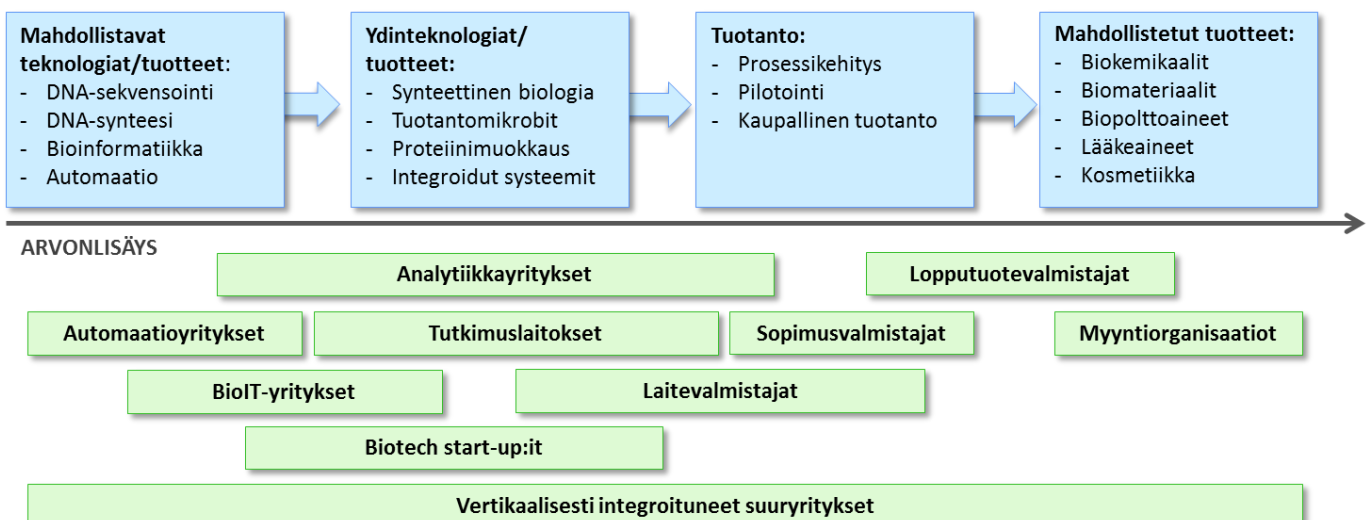 Mahdollistavat
teknologiat/tuotteet:
- DNA-sekvensointi
- DNA-synteesi
- Bioinformatiikka
- Automaatio
Ydinteknologiat/
tuotteet:
- Synteettinen biologia
- Tuotantomikrobit
- Proteiinimuokkaus
- Integroidut systeemit
Tuotanto:
- Prosessikehitys
- Pilotointi
- Kaupallinen tuotanto
Mahdollistetut tuotteet:
- Biokemikaalit
- Biomateriaalit
- Biopolttoaineet
- Lääkeaineet
- Kosmetiikka
ARVONLISÄYS
Analytiikkayritykset
Lopputuotevalmistajat
Automaatioyritykset
Tutkimuslaitokset
Sopimusvalmistajat
Myyntiorganisaatiot
BioIT-yritykset
Laitevalmistajat
Biotech start-up:it
Vertikaalisesti integroituneet suuryritykset